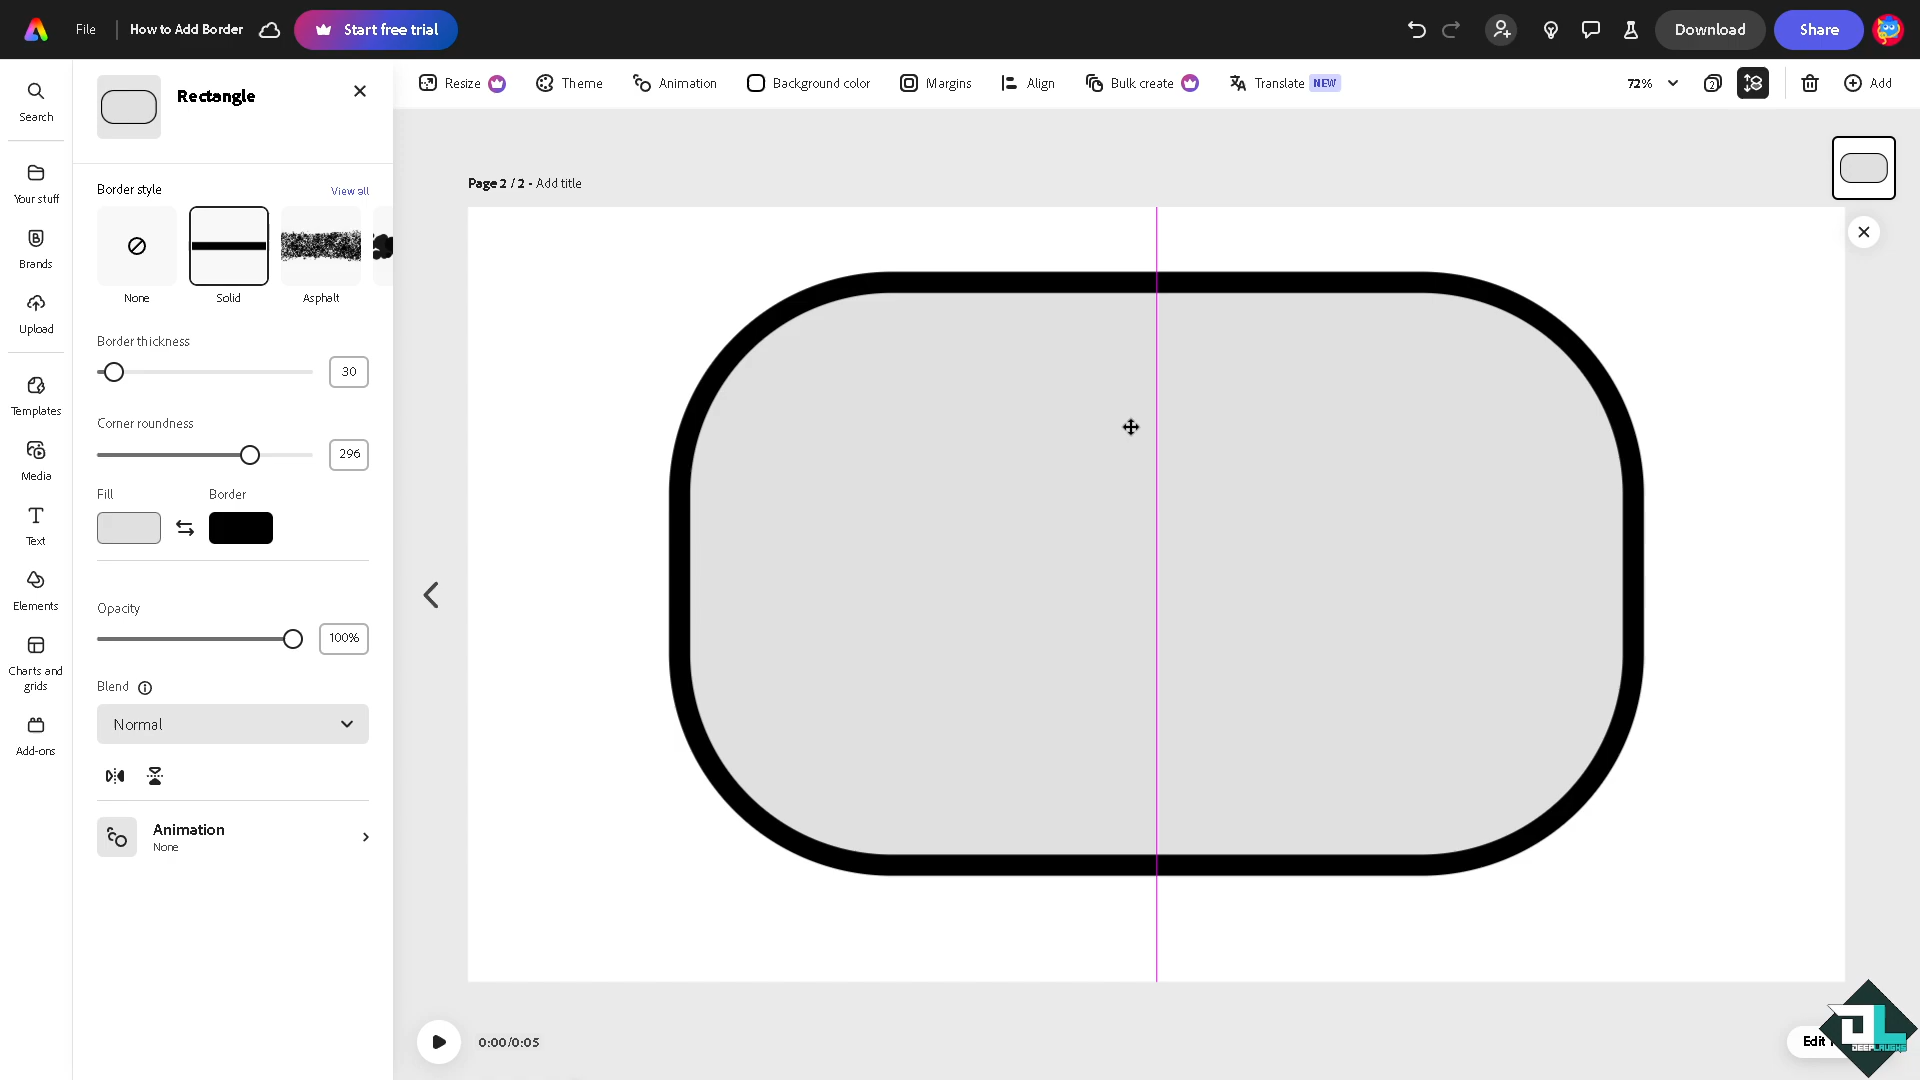 File
How to Add Border
Start free trial
Download
Share
Search
Your stuff
Brands
Upload
Templates
Media
Text
Elements
Charts and
grids
Add-ons
Rectangle
Border style
View all
None
Solid
Asphalt
Border thickness
30
Corner roundness
296
Fill
Border
Opacity
100%
Blend
Normal
Animation
None
Resize
Theme
Animation
Background color
Margins
Align
Bulk create
Translate NEW
72%
2
Add
Page 2 / 2 - Add title
0:00/0:05
Edit
DEEPLAUGHS